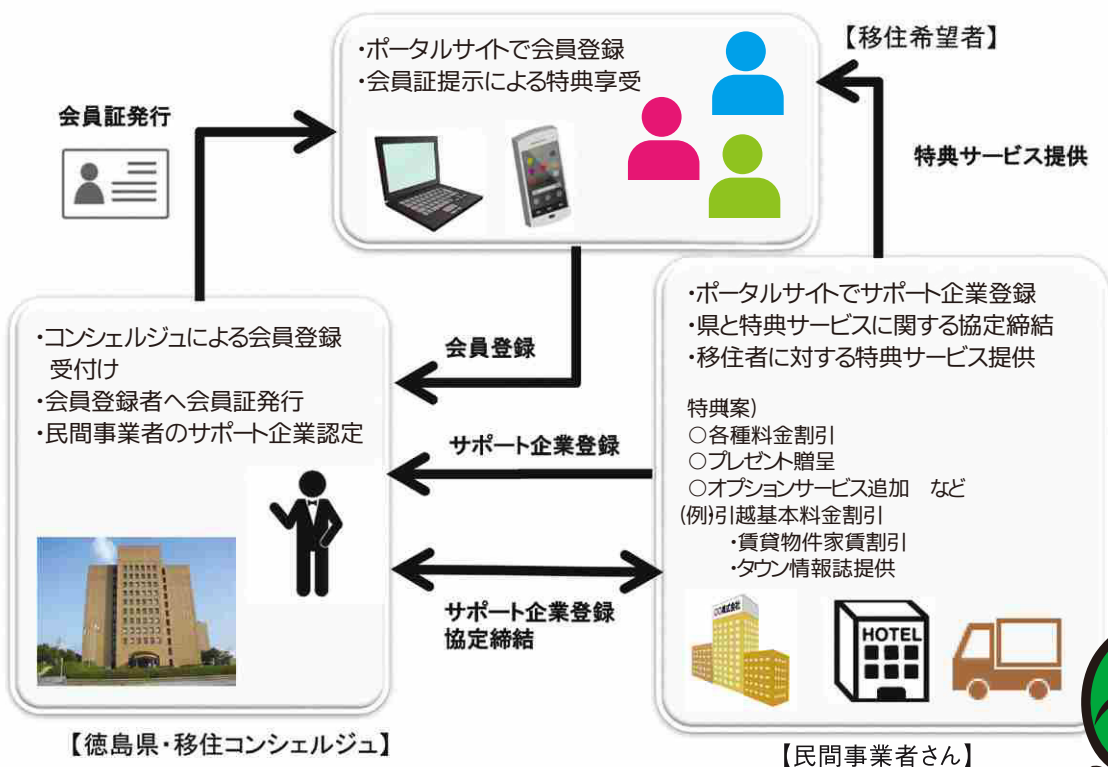 【移住希望者】
・ポータルサイトで会員登録
・会員証提示による特典享受
会員証発行
特典サービス提供
・コンシェルジュによる会員登録
受付け
・会員登録者へ会員証発行
・民間事業者のサポート企業認定
会員登録
サポート企業登録
サポート企業登録
協定締結
・ポータルサイトでサポート企業登録
・県と特典サービスに関する協定締結
・移住者に対する特典サービス提供
特典案)
○各種料金割引
○プレゼント贈呈
○オプションサービス追加 など
(例)引越基本料金割引
・賃貸物件家賃割引
・タウン情報誌提供
〇〇株式会社
HOTEL
【徳島県・移住コンシェルジュ】
【民間事業者さん】